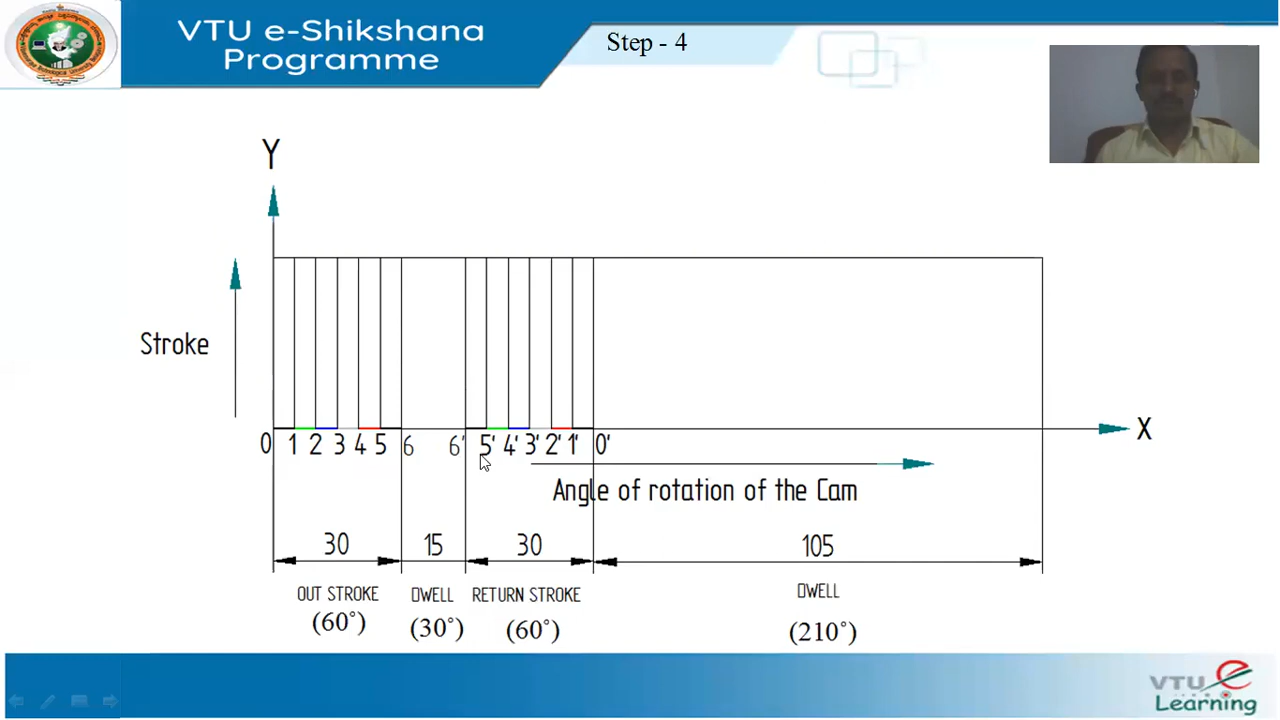 VTU e-Shikshana
Programme
Step - 4
Y
Stroke
0 1 2 3 4 5 6 6' 5' 4' 3' 2' 1' 0'
X
Angle of rotation of the Cam
30 15 30 105
OUT STROKE DWELL RETURN STROKE DWELL
(60°) (30°) (60°) (210°)
VTU e
Learning